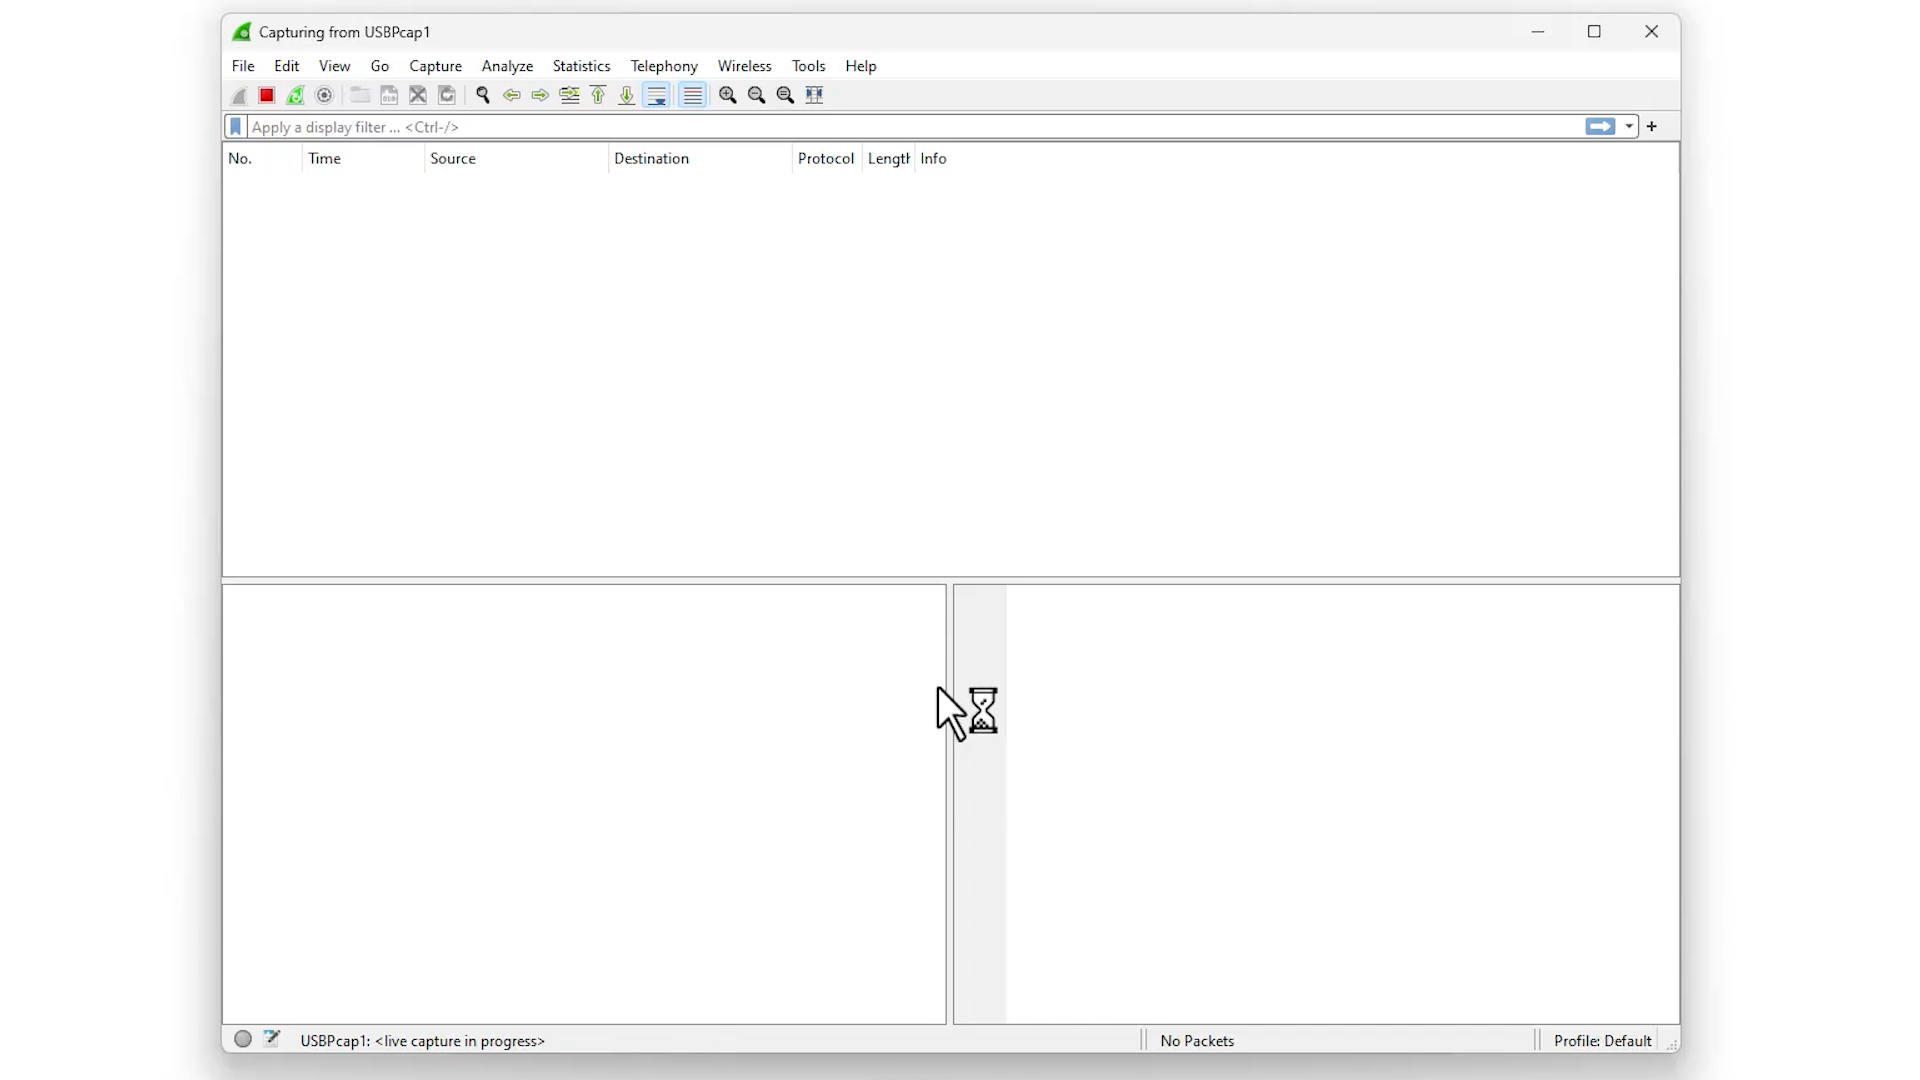 Capturing from USBPcap1
File Edit View Go Capture Analyze Statistics Telephony Wireless Tools Help
Apply a display filter ... <Ctrl-/>
No. Time Source Destination Protocol Length Info
USBPcap1: <live capture in progress> No Packets Profile: Default